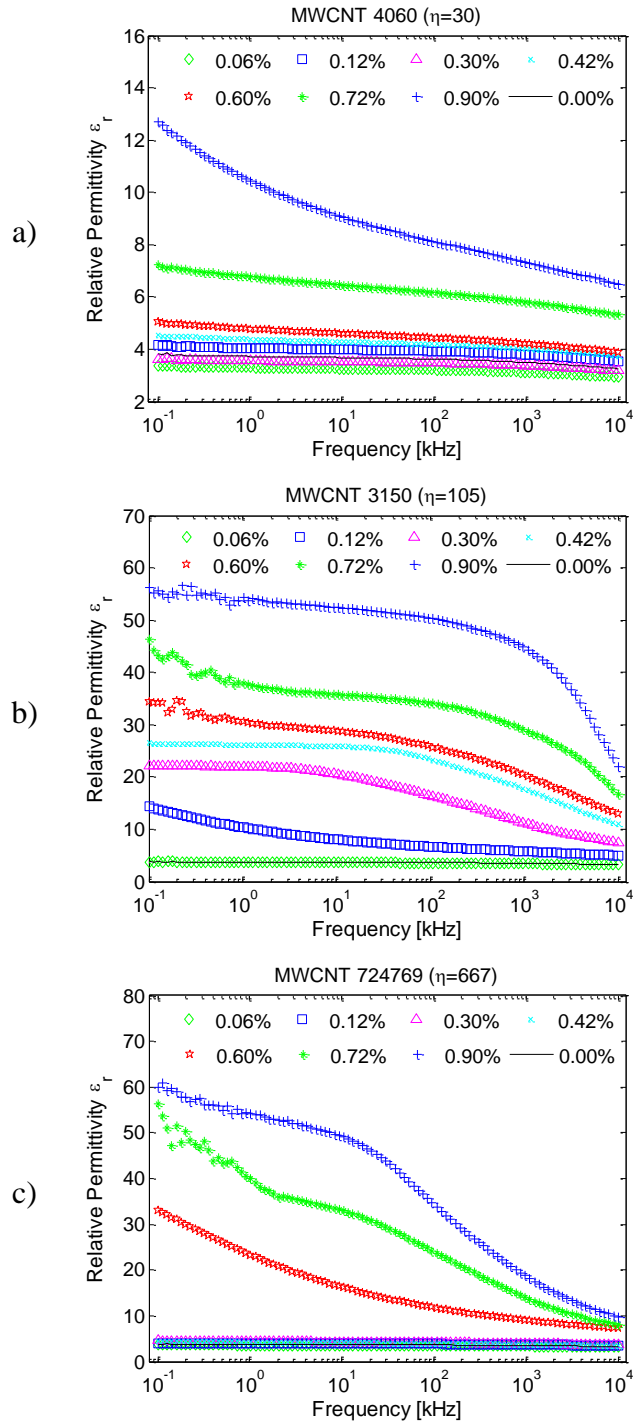 a)
MWCNT 4060 (η=30)
Relative Permittivity εr
16
14
12
10
8
6
4
2
0.06% 0.12% 0.30% 0.42%
0.60% 0.72% 0.90% 0.00%
10^-1 10^0 10^1 10^2 10^3 10^4
Frequency [kHz]
b)
MWCNT 3150 (η=105)
Relative Permittivity εr
70
60
50
40
30
20
10
0
0.06% 0.12% 0.30% 0.42%
0.60% 0.72% 0.90% 0.00%
10^-1 10^0 10^1 10^2 10^3 10^4
Frequency [kHz]
c)
MWCNT 724769 (η=667)
Relative Permittivity εr
80
70
60
50
40
30
20
10
0
0.06% 0.12% 0.30% 0.42%
0.60% 0.72% 0.90% 0.00%
10^-1 10^0 10^1 10^2 10^3 10^4
Frequency [kHz]